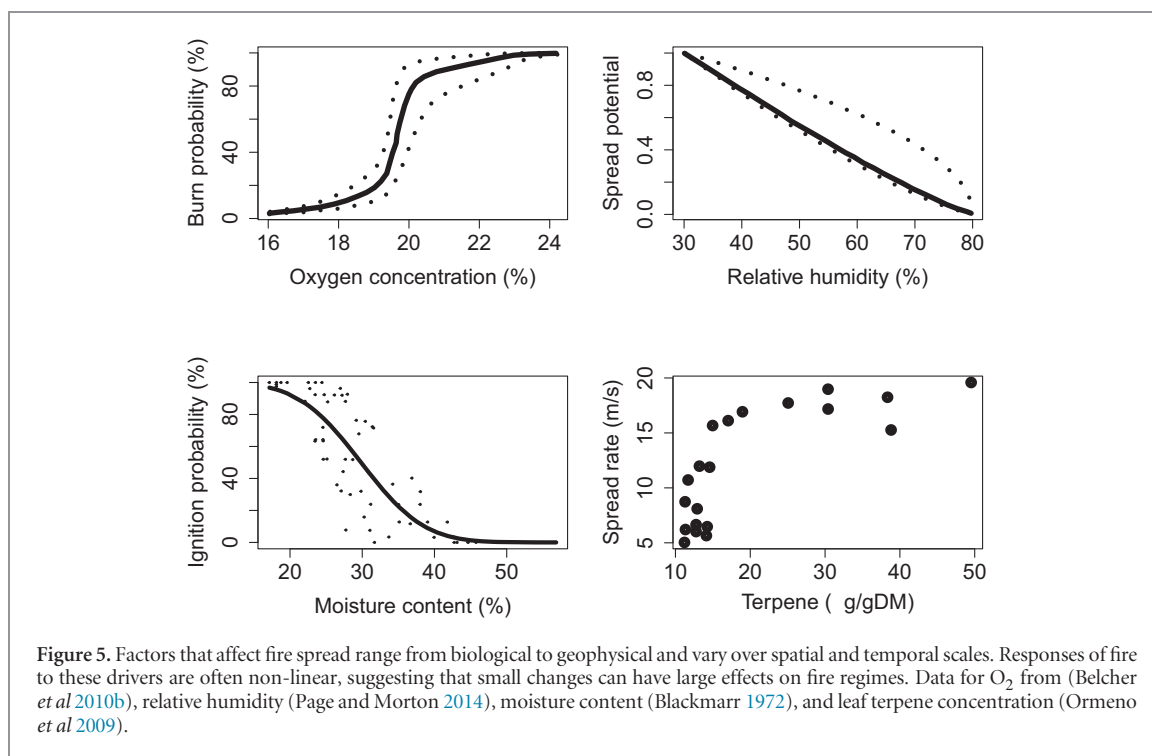 Burn probability (%)
0 40 80
16 18 20 22 24
Oxygen concentration (%)
Spread potential
0.0 0.4 0.8
30 40 50 60 70 80
Relative humidity (%)
Ignition probability (%)
0 40 80
20 30 40 50
Moisture content (%)
Spread rate (m/s)
5 10 15 20
10 20 30 40 50
Terpene ( g/gDM)
Figure 5. Factors that affect fire spread range from biological to geophysical and vary over spatial and temporal scales. Responses of fire
to these drivers are often non-linear, suggesting that small changes can have large effects on fire regimes. Data for O₂ from (Belcher
et al 2010b), relative humidity (Page and Morton 2014), moisture content (Blackmarr 1972), and leaf terpene concentration (Ormeno
et al 2009).